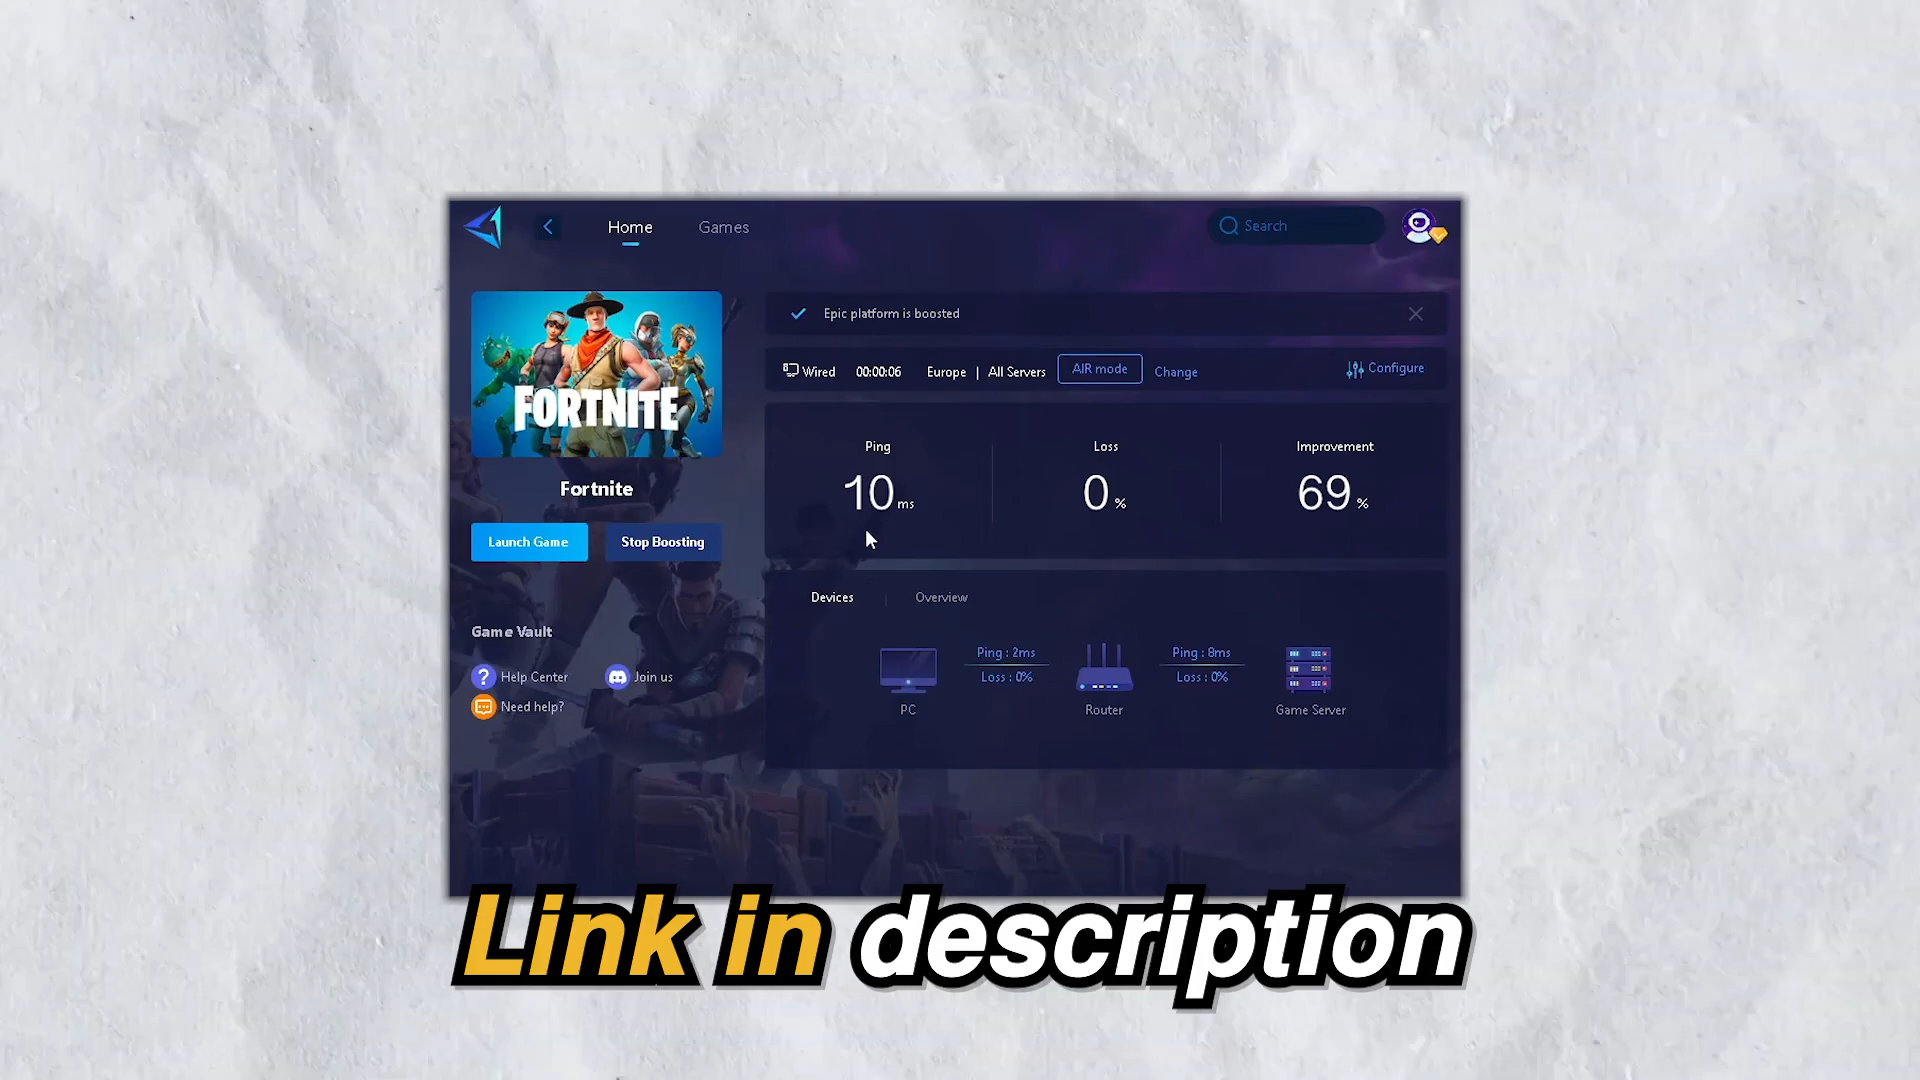 Home
Games
Search
FORTNITE
Fortnite
Launch Game
Stop Boosting
Game Vault
Help Center
Join us
Need help?
Epic platform is boosted
Wired 00:00:06 Europe | All Servers AIR mode Change Configure
Ping
10 ms
Loss
0 %
Improvement
69 %
Devices
Overview
Ping : 2ms
Loss : 0%
Ping : 8ms
Loss : 0%
PC
Router
Game Server
Link in description